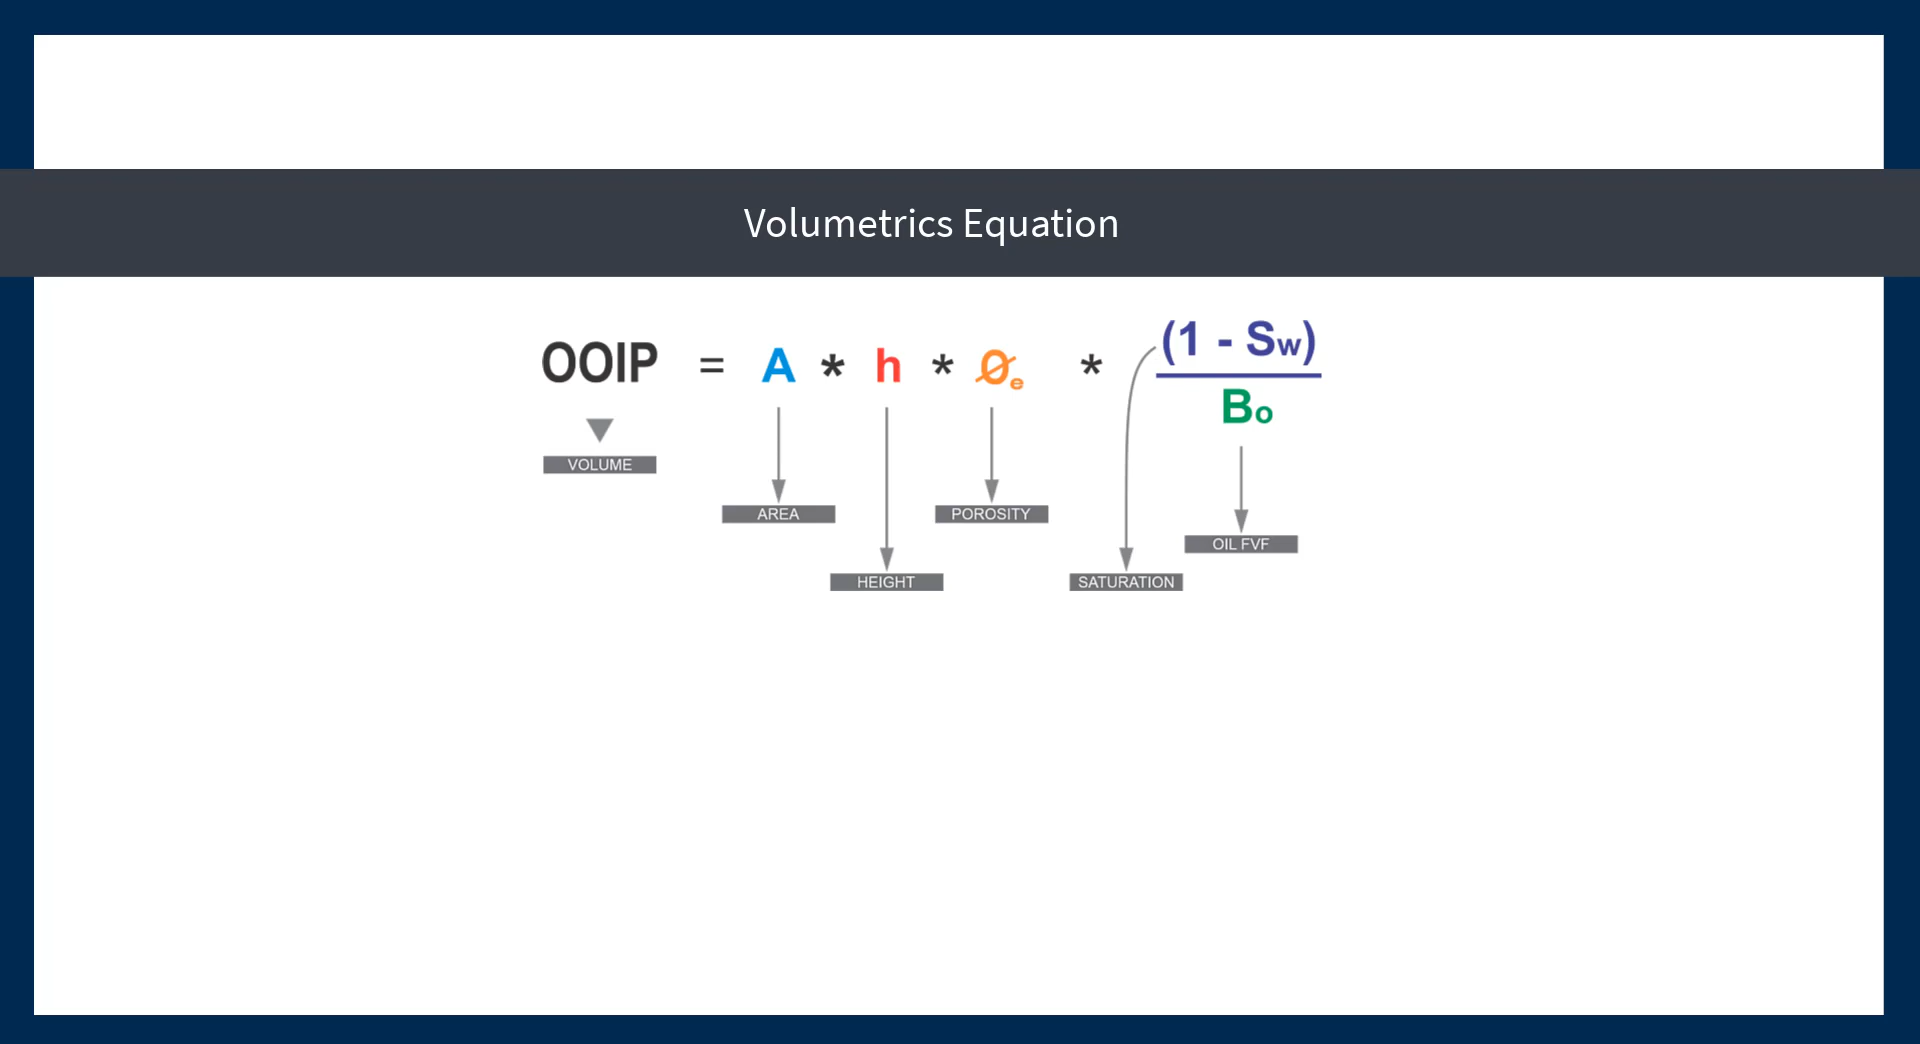 Volumetrics Equation
OOIP = A * h * Øe * (1 - Sw)
Bo
VOLUME
AREA
POROSITY
OIL FVF
HEIGHT
SATURATION